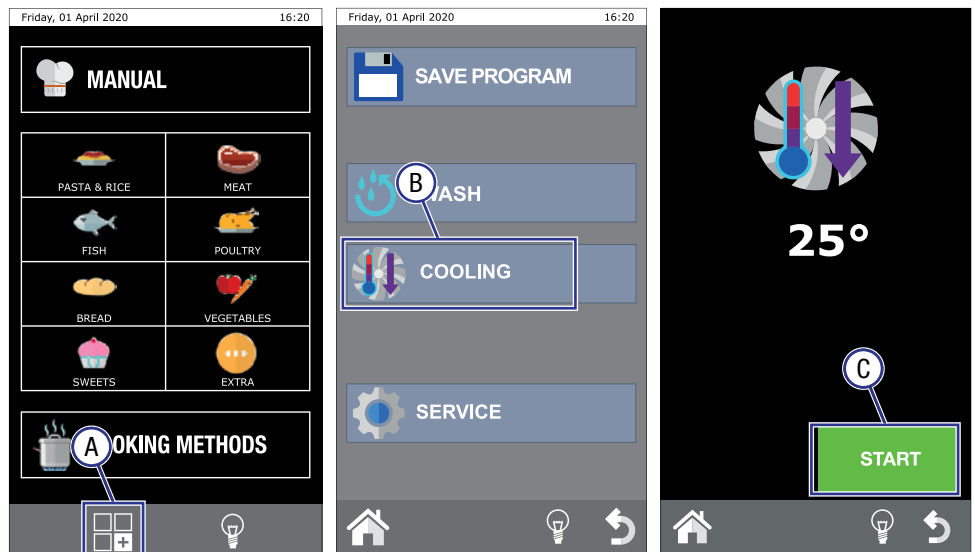 Friday, 01 April 2020 16:20
MANUAL
PASTA & RICE MEAT
FISH POULTRY
BREAD VEGETABLES
SWEETS EXTRA
OKING METHODS
A
Friday, 01 April 2020 16:20
SAVE PROGRAM
B
ASH
COOLING
SERVICE
25°
C
START